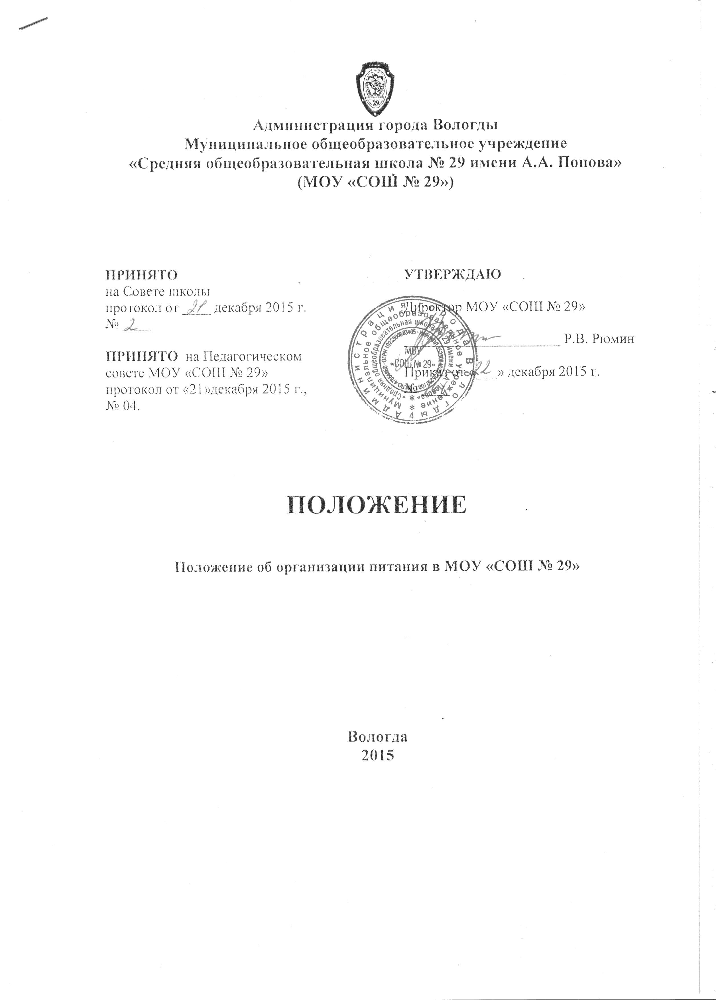 29
Администрация города Вологды
Муниципальное общеобразовательное учреждение
«Средняя общеобразовательная школа № 29 имени А.А. Попова»
(МОУ «СОШ № 29»)
ПРИНЯТО
на Совете школы
протокол от 21 декабря 2015 г.
№ 2
ПРИНЯТО на Педагогическом
совете МОУ «СОШ № 29»
протокол от «21»декабря 2015 г.,
№ 04.
УТВЕРЖДАЮ
Директор МОУ «СОШ № 29»
Р.В. Рюмин
Приказ от «22» декабря 2015 г.
№
Администрация города Вологды
Муниципальное общеобразовательное учреждение
«Средняя общеобразовательная школа № 29 имени А.А. Попова»
ОГРН 1023500883405
МОУ
«СОШ № 29»
ПОЛОЖЕНИЕ
Положение об организации питания в МОУ «СОШ № 29»
Вологда
2015